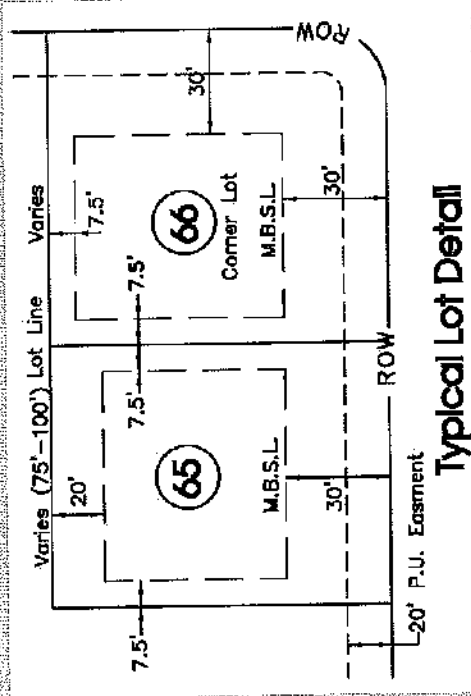 ROW
30'
Varies (75'-100') Lot Line
Varies
20'
7.5'
66
Corner Lot
M.B.S.L
30'
7.5'
7.5'
65
M.B.S.L
30'
7.5'
ROW
20' P.U. Easment
Typical Lot Detail